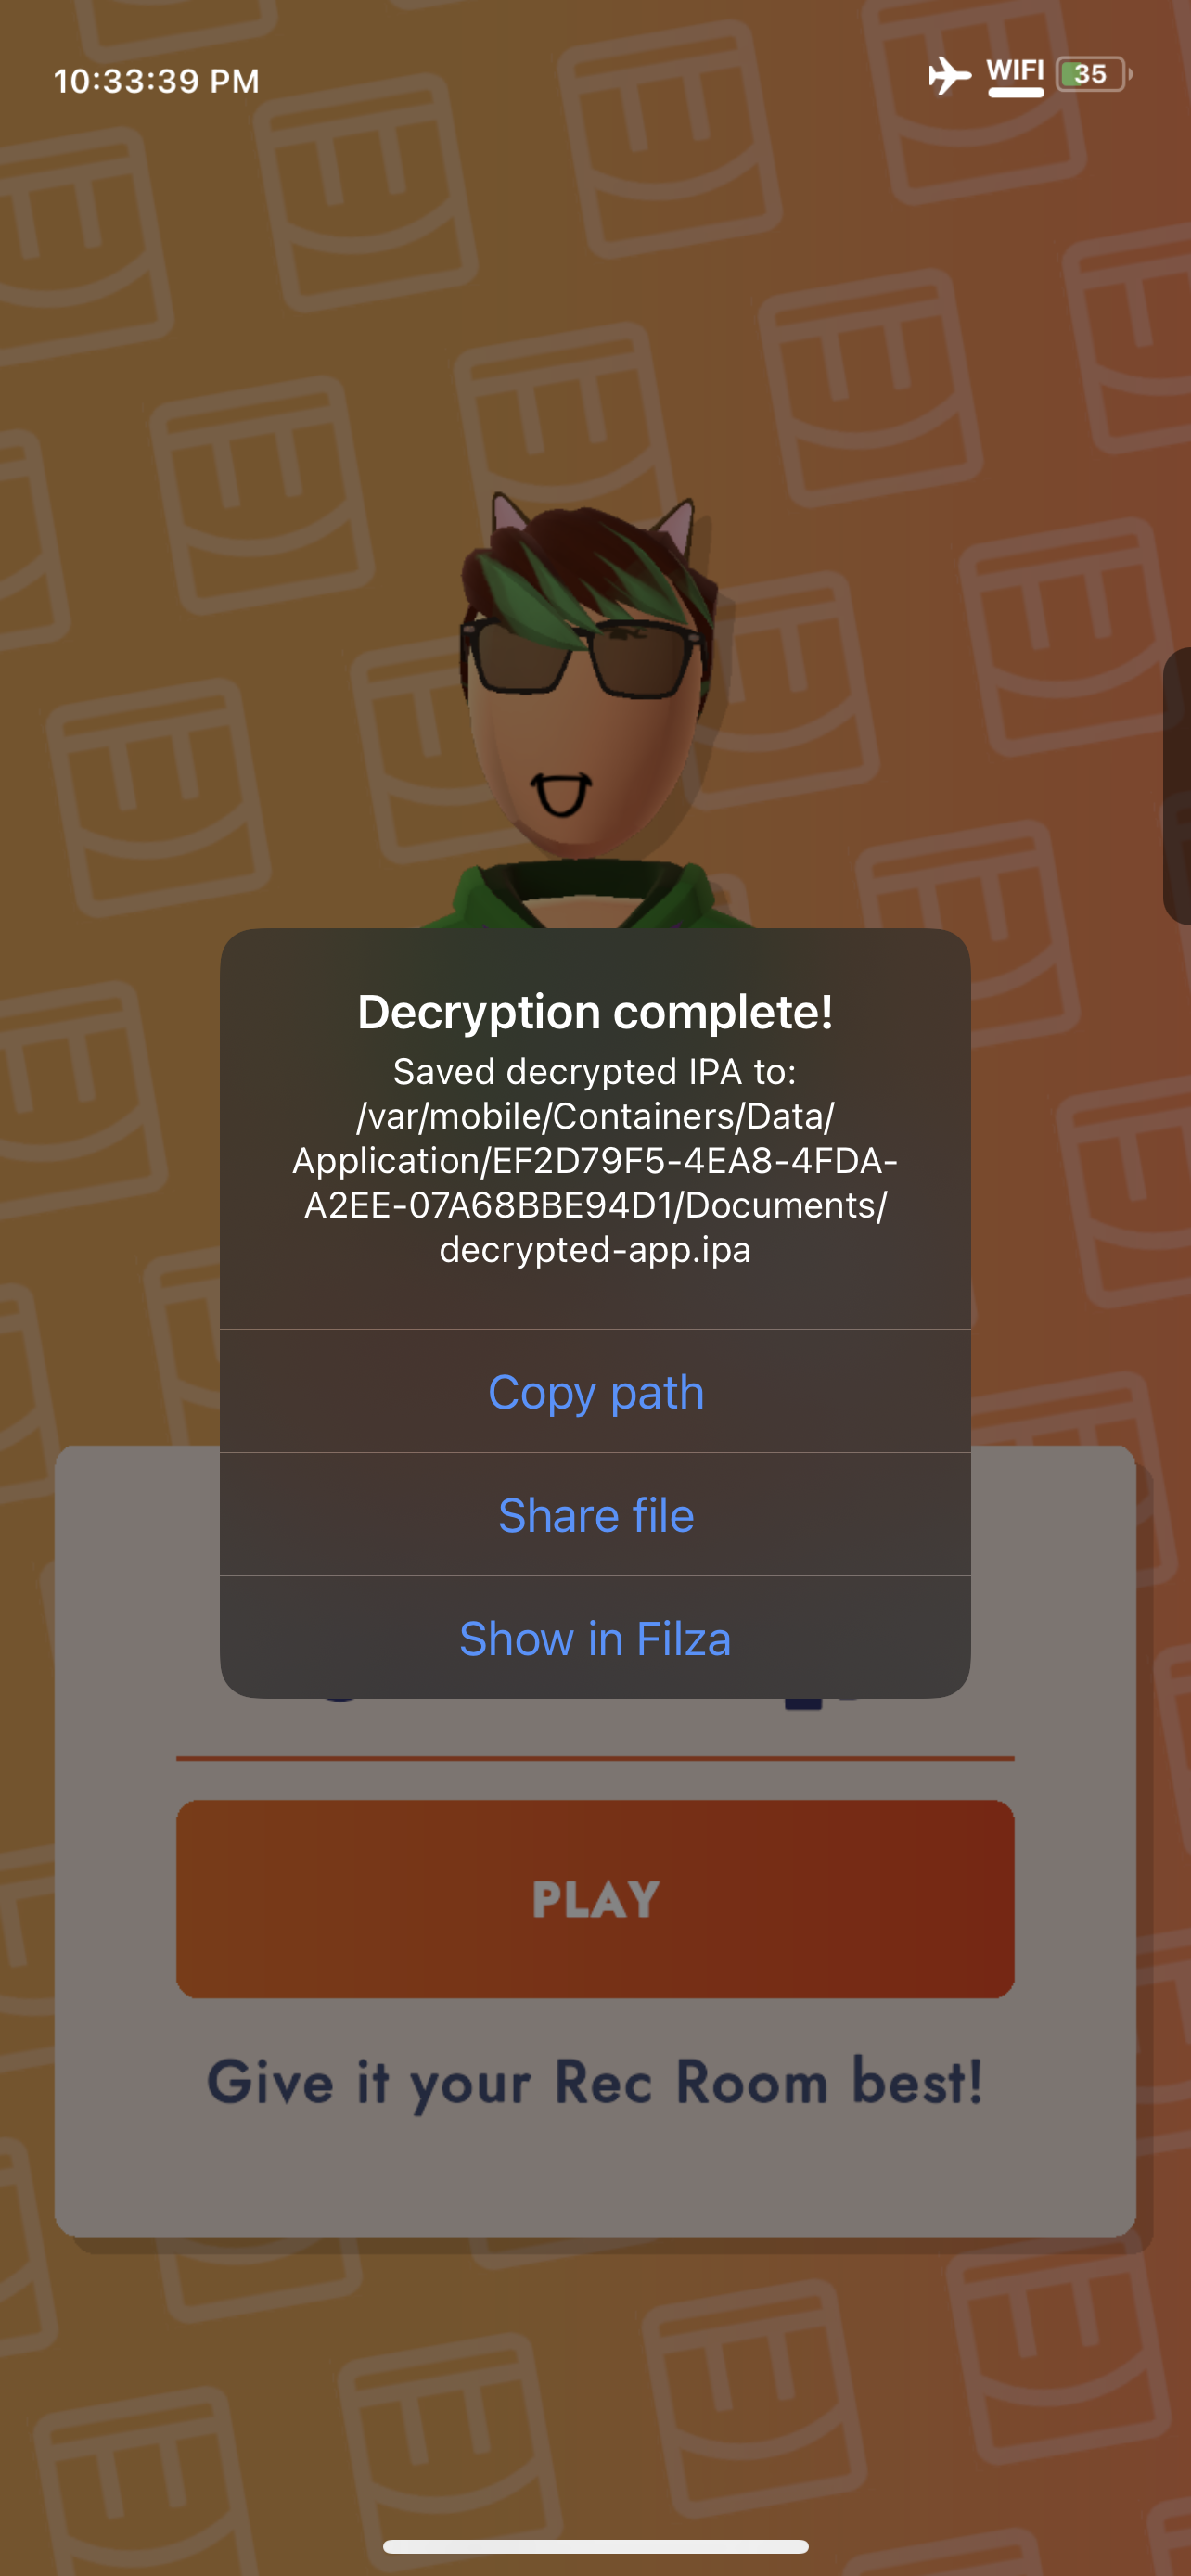 10:33:39 PM
WIFI
35
Decryption complete!
Saved decrypted IPA to:
/var/mobile/Containers/Data/
Application/EF2D79F5-4EA8-4FDA-
A2EE-07A68BBE94D1/Documents/
decrypted-app.ipa
Copy path
Share file
Show in Filza
PLAY
Give it your Rec Room best!